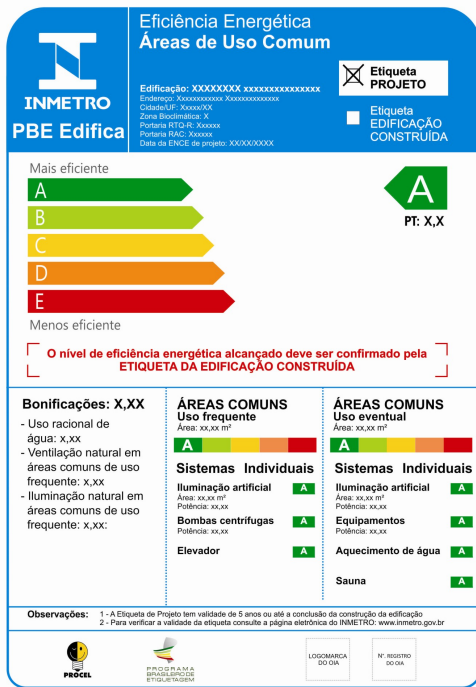 INMETRO
PBE Edifica
Eficiência Energética
Áreas de Uso Comum
Edificação: XXXXXXXX xxxxxxxxxxxxxxx
Endereço: Xxxxxxxxxxxx Xxxxxxxxxxxxxx
Cidade/UF: Xxxxx/XX
Zona Bioclimática: X
Portaria RTQ-R: Xxxxxx
Portaria RAC: Xxxxxx
Data da ENCE de projeto: XX/XX/XXXX
Etiqueta
PROJETO
Etiqueta
EDIFICAÇÃO
CONSTRUÍDA
Mais eficiente
A
B
C
D
E
Menos eficiente
A
PT: X,X
O nível de eficiência energética alcançado deve ser confirmado pela
ETIQUETA DA EDIFICAÇÃO CONSTRUÍDA
Bonificações: X,XX
- Uso racional de
água: x,xx
- Ventilação natural em
áreas comuns de uso
frequente: x,xx
- Iluminação natural em
áreas comuns de uso
frequente: x,xx:
ÁREAS COMUNS
Uso frequente
Área: xx,xx m²
A
Sistemas Individuais
Iluminação artificial A
Área: xx,xx m²
Potência: xx,xx
Bombas centrífugas A
Potência: xx,xx
Elevador A
ÁREAS COMUNS
Uso eventual
Área: xx,xx m²
A
Sistemas Individuais
Iluminação artificial A
Área: xx,xx m²
Potência: xx,xx
Equipamentos A
Potência: xx,xx
Aquecimento de água A
Sauna A
Observações: 1 - A Etiqueta de Projeto tem validade de 5 anos ou até a conclusão da construção da edificação
2 - Para verificar a validade da etiqueta consulte a página eletrônica do INMETRO: www.inmetro.gov.br
PROCEL
PROGRAMA
BRASILEIRO DE
ETIQUETAGEM
LOGOMARCA
DO OIA
N°. REGISTRO
DO OIA